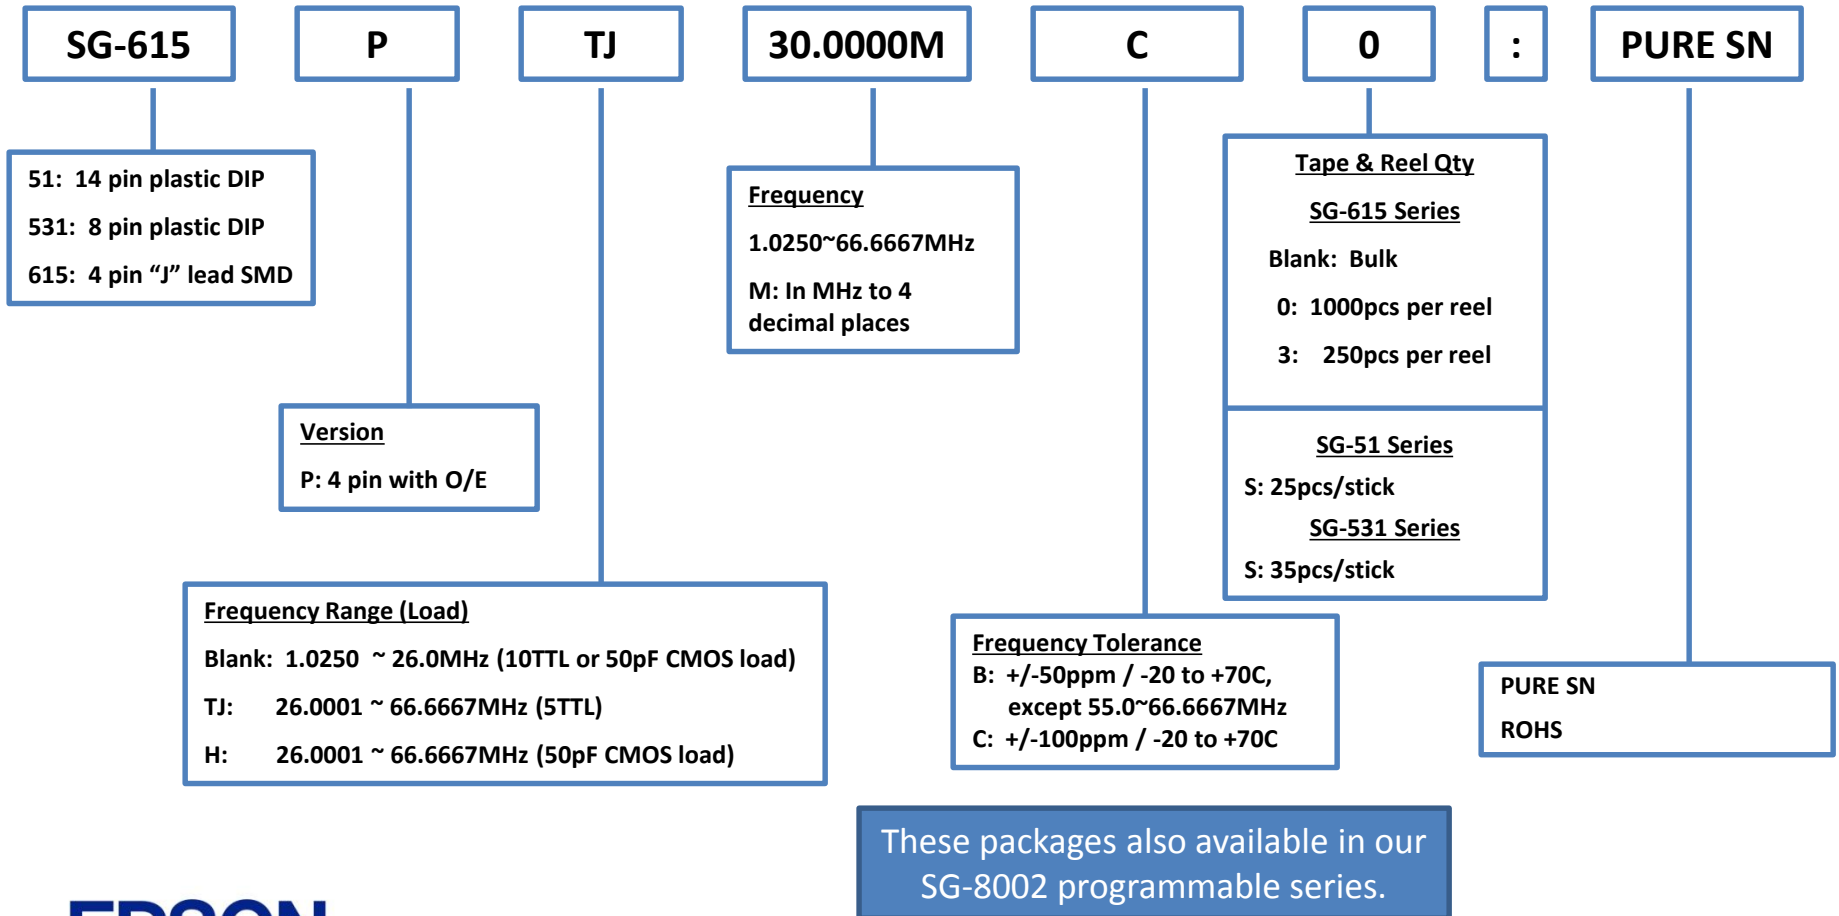 SG-615 P TJ 30.0000M C 0 : PURE SN
51: 14 pin plastic DIP
531: 8 pin plastic DIP
615: 4 pin “J” lead SMD
Version
P: 4 pin with O/E
Frequency Range (Load)
Blank: 1.0250 ~ 26.0MHz (10TTL or 50pF CMOS load)
TJ: 26.0001 ~ 66.6667MHz (5TTL)
H: 26.0001 ~ 66.6667MHz (50pF CMOS load)
Frequency
1.0250~66.6667MHz
M: In MHz to 4
decimal places
Frequency Tolerance
B: +/-50ppm / -20 to +70C,
except 55.0~66.6667MHz
C: +/-100ppm / -20 to +70C
Tape & Reel Qty
SG-615 Series
Blank: Bulk
0: 1000pcs per reel
3: 250pcs per reel
SG-51 Series
S: 25pcs/stick
SG-531 Series
S: 35pcs/stick
PURE SN
ROHS
These packages also available in our
SG-8002 programmable series.
EPSON